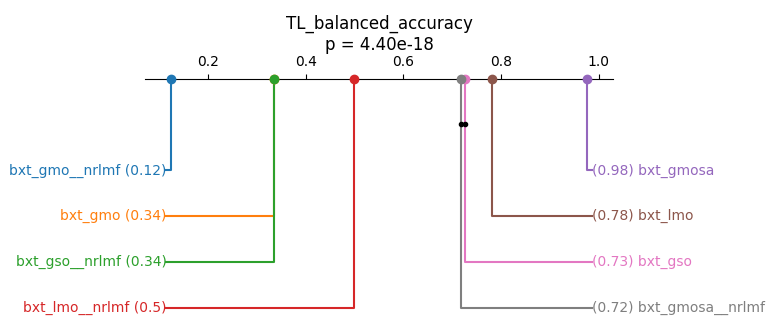 TL_balanced_accuracy
p = 4.40e-18
0.2 0.4 0.6 0.8 1.0
bxt_gmo__nrlmf (0.12) (0.98) bxt_gmosa
bxt_gmo (0.34) (0.78) bxt_lmo
bxt_gso__nrlmf (0.34) (0.73) bxt_gso
bxt_lmo__nrlmf (0.5) (0.72) bxt_gmosa__nrlmf